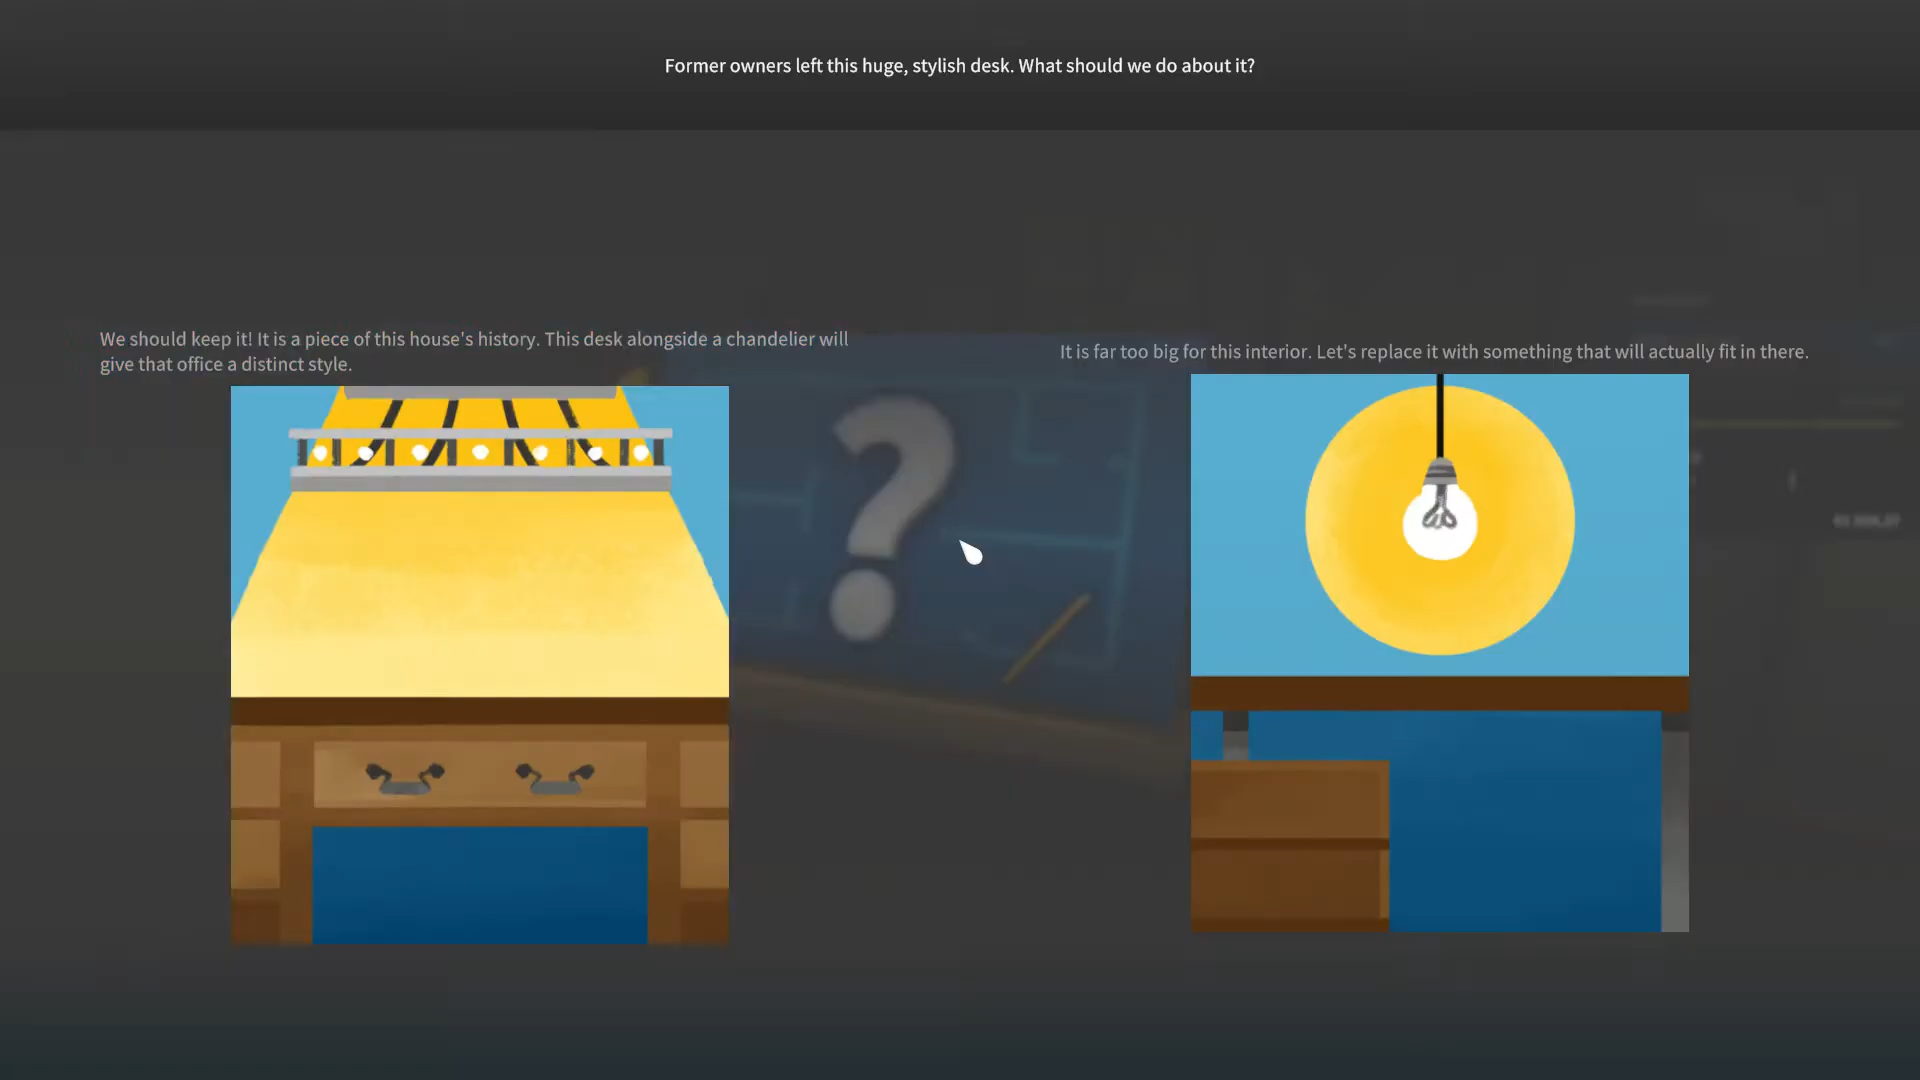 Former owners left this huge, stylish desk. What should we do about it?
We should keep it! It is a piece of this house's history. This desk alongside a chandelier will
give that office a distinct style.
It is far too big for this interior. Let's replace it with something that will actually fit in there.
?